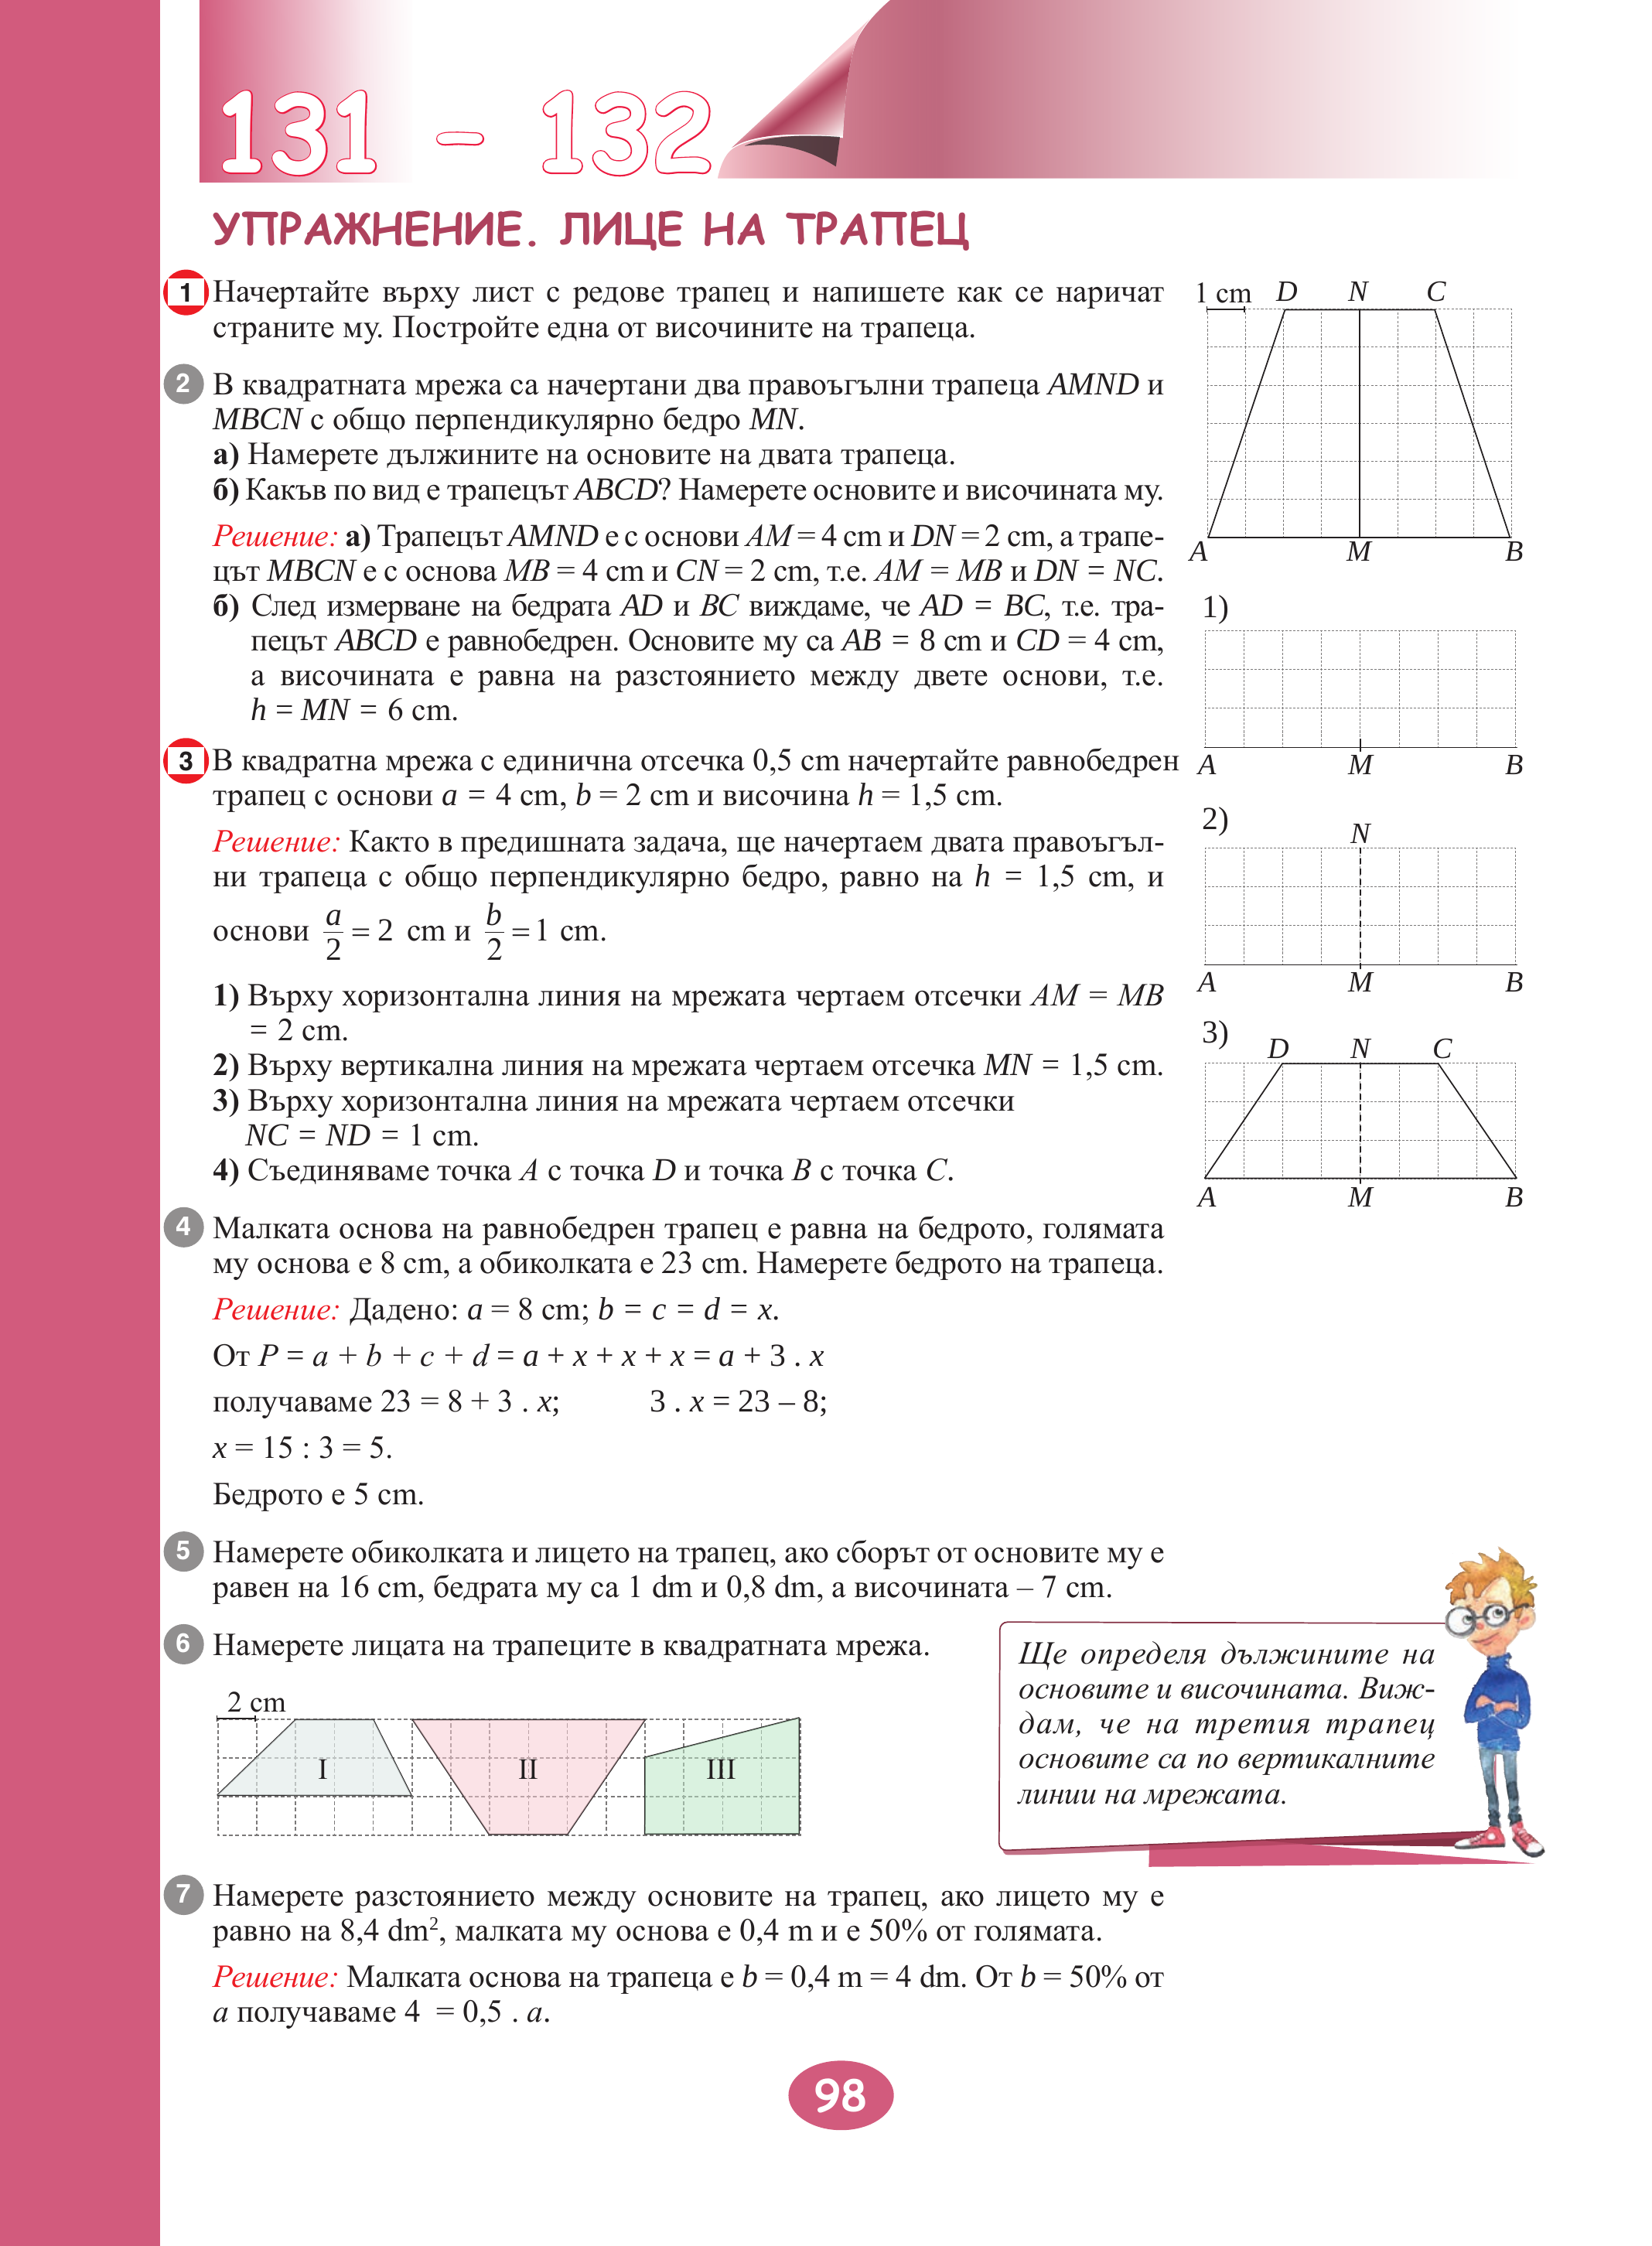 131 – 132
УПРАЖНЕНИЕ. ЛИЦЕ НА ТРАПЕЦ
1 Начертайте върху лист с редове трапец и напишете как се наричат
страните му. Постройте една от височините на трапеца.
2 В квадратната мрежа са начертани два правоъгълни трапеца AMND и
MBCN с общо перпендикулярно бедро MN.
а) Намерете дължините на основите на двата трапеца.
б) Какъв по вид е трапецът ABCD? Намерете основите и височината му.
Решение: а) Трапецът AMND е с основи AM = 4 cm и DN = 2 cm, а трапе-
цът MBCN е с основа MB = 4 cm и CN = 2 cm, т.е. AM = MB и DN = NC.
б) След измерване на бедрата AD и BC виждаме, че AD = BC, т.е. тра-
пецът ABCD е равнобедрен. Основите му са AB = 8 cm и CD = 4 cm,
а височината е равна на разстоянието между двете основи, т.е.
h = MN = 6 cm.
1 cm D N C
A M B
3 В квадратна мрежа с единична отсечка 0,5 cm начертайте равнобедрен
трапец с основи a = 4 cm, b = 2 cm и височина h = 1,5 cm.
Решение: Както в предишната задача, ще начертаем двата правоъгъл-
ни трапеца с общо перпендикулярно бедро, равно на h = 1,5 cm, и
основи a/2 = 2 cm и b/2 = 1 cm.
1) Върху хоризонтална линия на мрежата чертаем отсечки AM = MB
= 2 cm.
2) Върху вертикална линия на мрежата чертаем отсечка MN = 1,5 cm.
3) Върху хоризонтална линия на мрежата чертаем отсечки
NC = ND = 1 cm.
4) Съединяваме точка A с точка D и точка B с точка C.
1)
A M B
2)
N
A M B
3)
D N C
A M B
4 Малката основа на равнобедрен трапец е равна на бедрото, голямата
му основа е 8 cm, а обиколката е 23 cm. Намерете бедрото на трапеца.
Решение: Дадено: a = 8 cm; b = c = d = x.
От P = a + b + c + d = a + x + x + x = a + 3 . x
получаваме 23 = 8 + 3 . x; 3 . x = 23 – 8;
x = 15 : 3 = 5.
Бедрото е 5 cm.
5 Намерете обиколката и лицето на трапец, ако сборът от основите му е
равен на 16 cm, бедрата му са 1 dm и 0,8 dm, а височината – 7 cm.
6 Намерете лицата на трапеците в квадратната мрежа.
2 cm
I II III
Ще определя дължините на
основите и височината. Виж-
дам, че на третия трапец
основите са по вертикалните
линии на мрежата.
7 Намерете разстоянието между основите на трапец, ако лицето му е
равно на 8,4 dm², малката му основа е 0,4 m и е 50% от голямата.
Решение: Малката основа на трапеца е b = 0,4 m = 4 dm. От b = 50% от
a получаваме 4 = 0,5 . a.
98